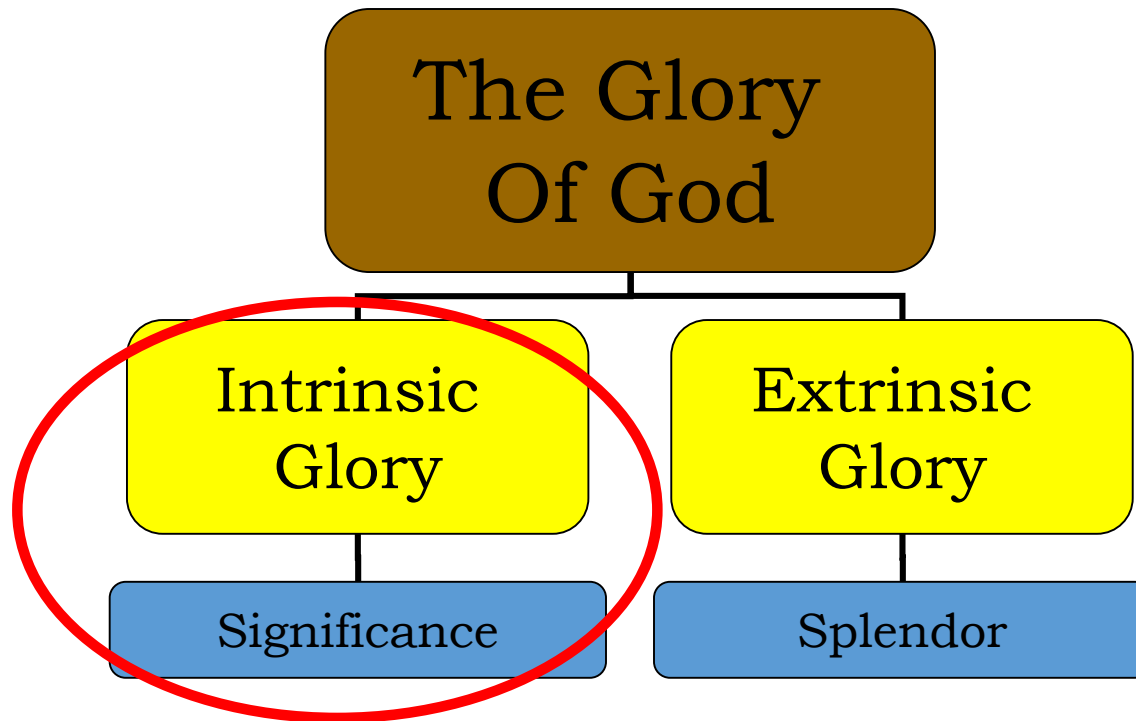 The Glory
Of God
Intrinsic
Glory
Extrinsic
Glory
Significance
Splendor